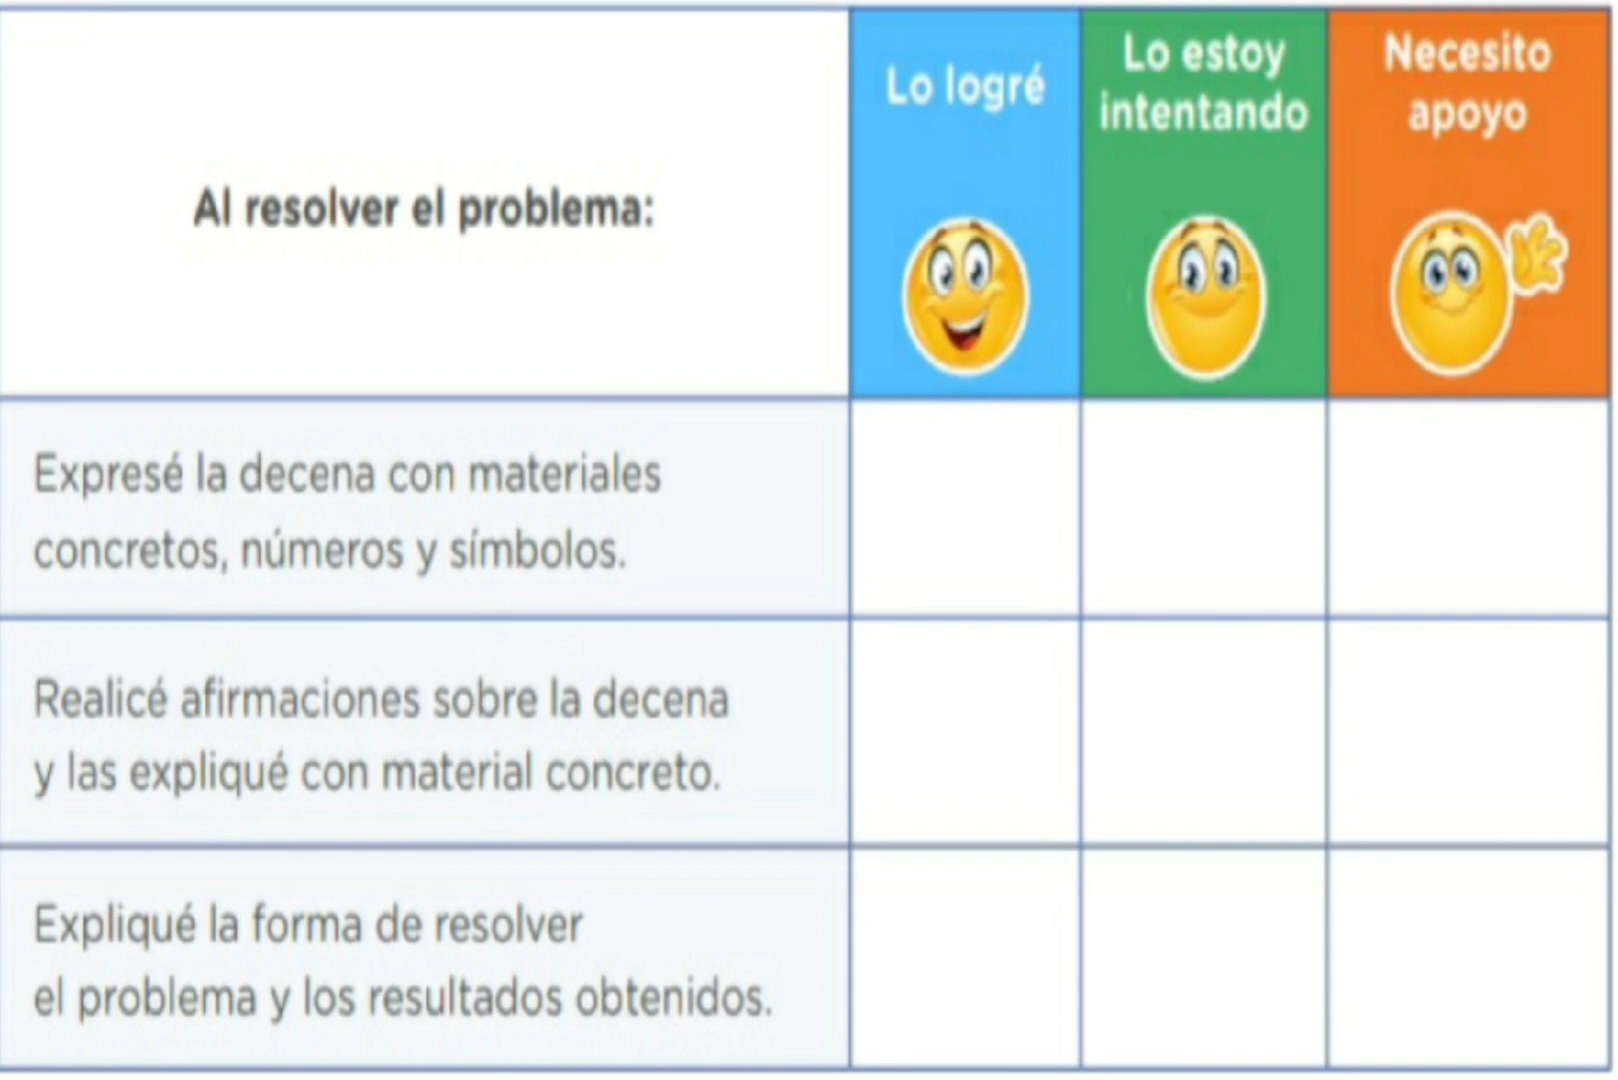 Al resolver el problema:
Lo logré
Lo estoy
intentando
Necesito
apoyo
Expresé la decena con materiales
concretos, números y símbolos.
Realicé afirmaciones sobre la decena
y las expliqué con material concreto.
Expliqué la forma de resolver
el problema y los resultados obtenidos.